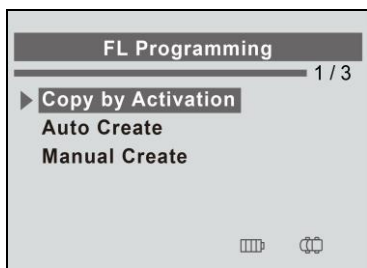 FL Programming
1 / 3
Copy by Activation
Auto Create
Manual Create